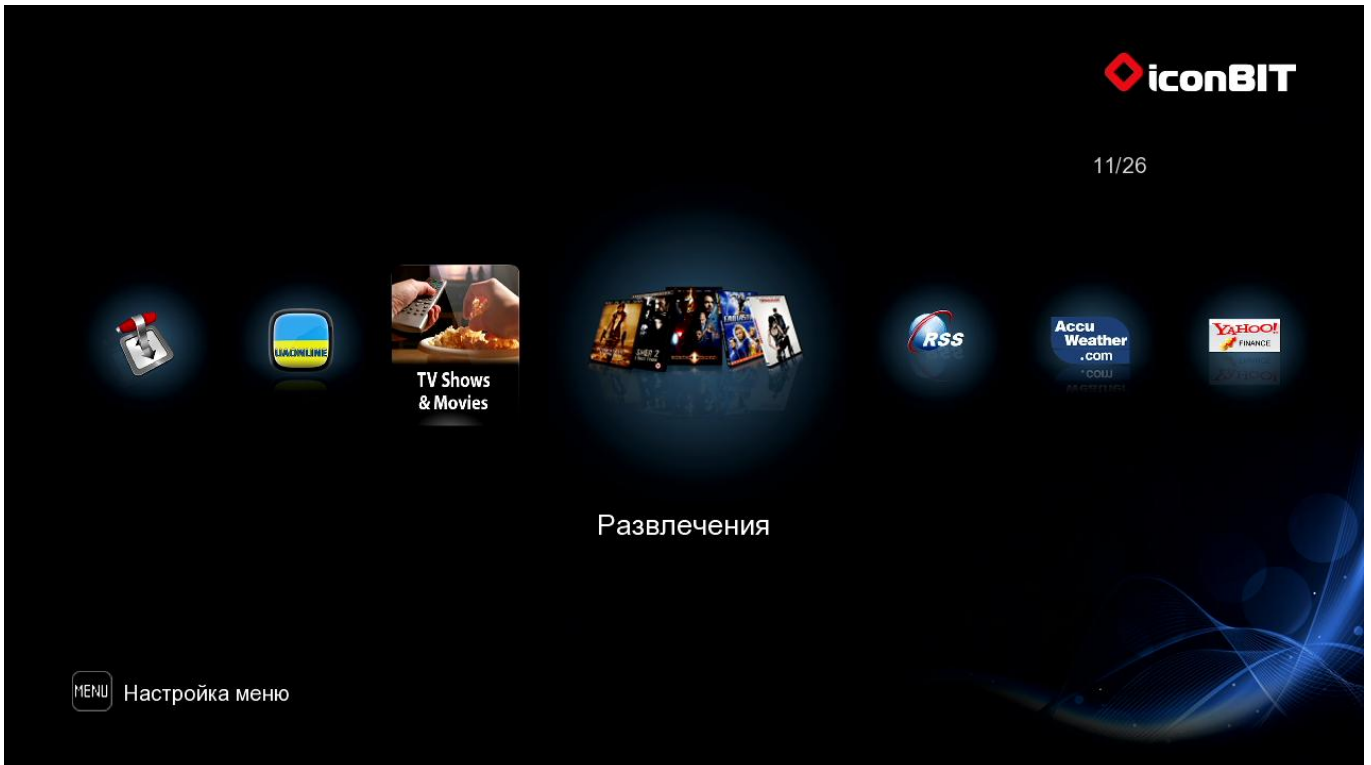 iconBIT
11/26
UAONLINE
TV Shows
& Movies
RSS
Accu
Weather
.com
YAHOO!
FINANCE
Развлечения
MENU
Настройка меню